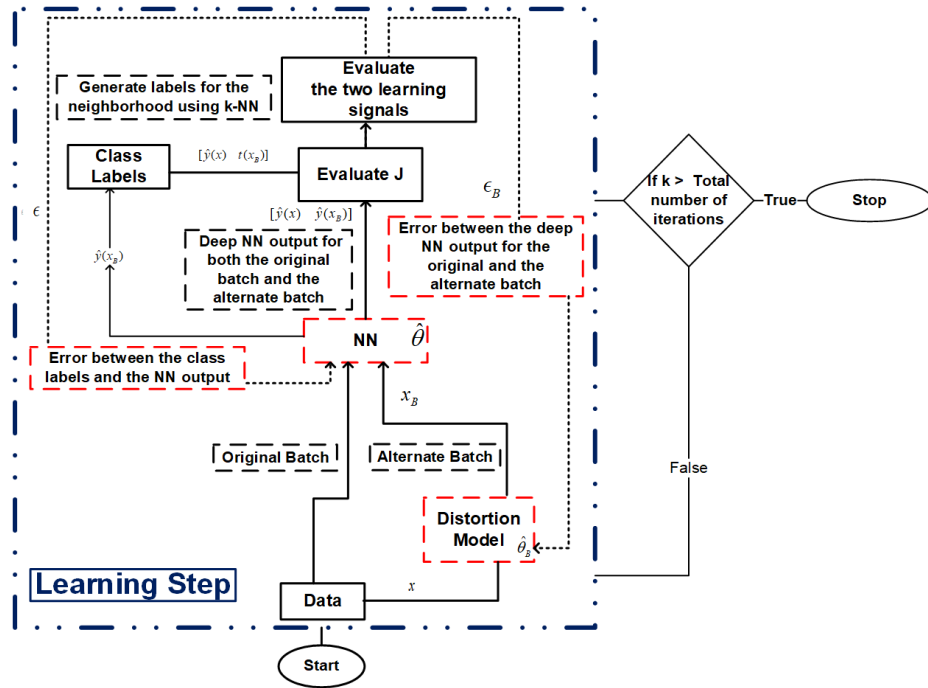 Evaluate
the two learning
signals
Generate labels for the
neighborhood using k-NN
Class
Labels
[ŷ(x) t(x_B)]
Evaluate J
ϵ
ϵ_B
[ŷ(x) ŷ(x_B)]
ŷ(x_B)
Deep NN output for
both the original
batch and the
alternate batch
Error between the deep
NN output for the
original and the
alternate batch
If k > Total
number of
iterations
True
Stop
NN θ̂
Error between the class
labels and the NN output
x_B
Original Batch
Alternate Batch
False
Distortion
Model
θ̂_B
Learning Step
Data
x
Start